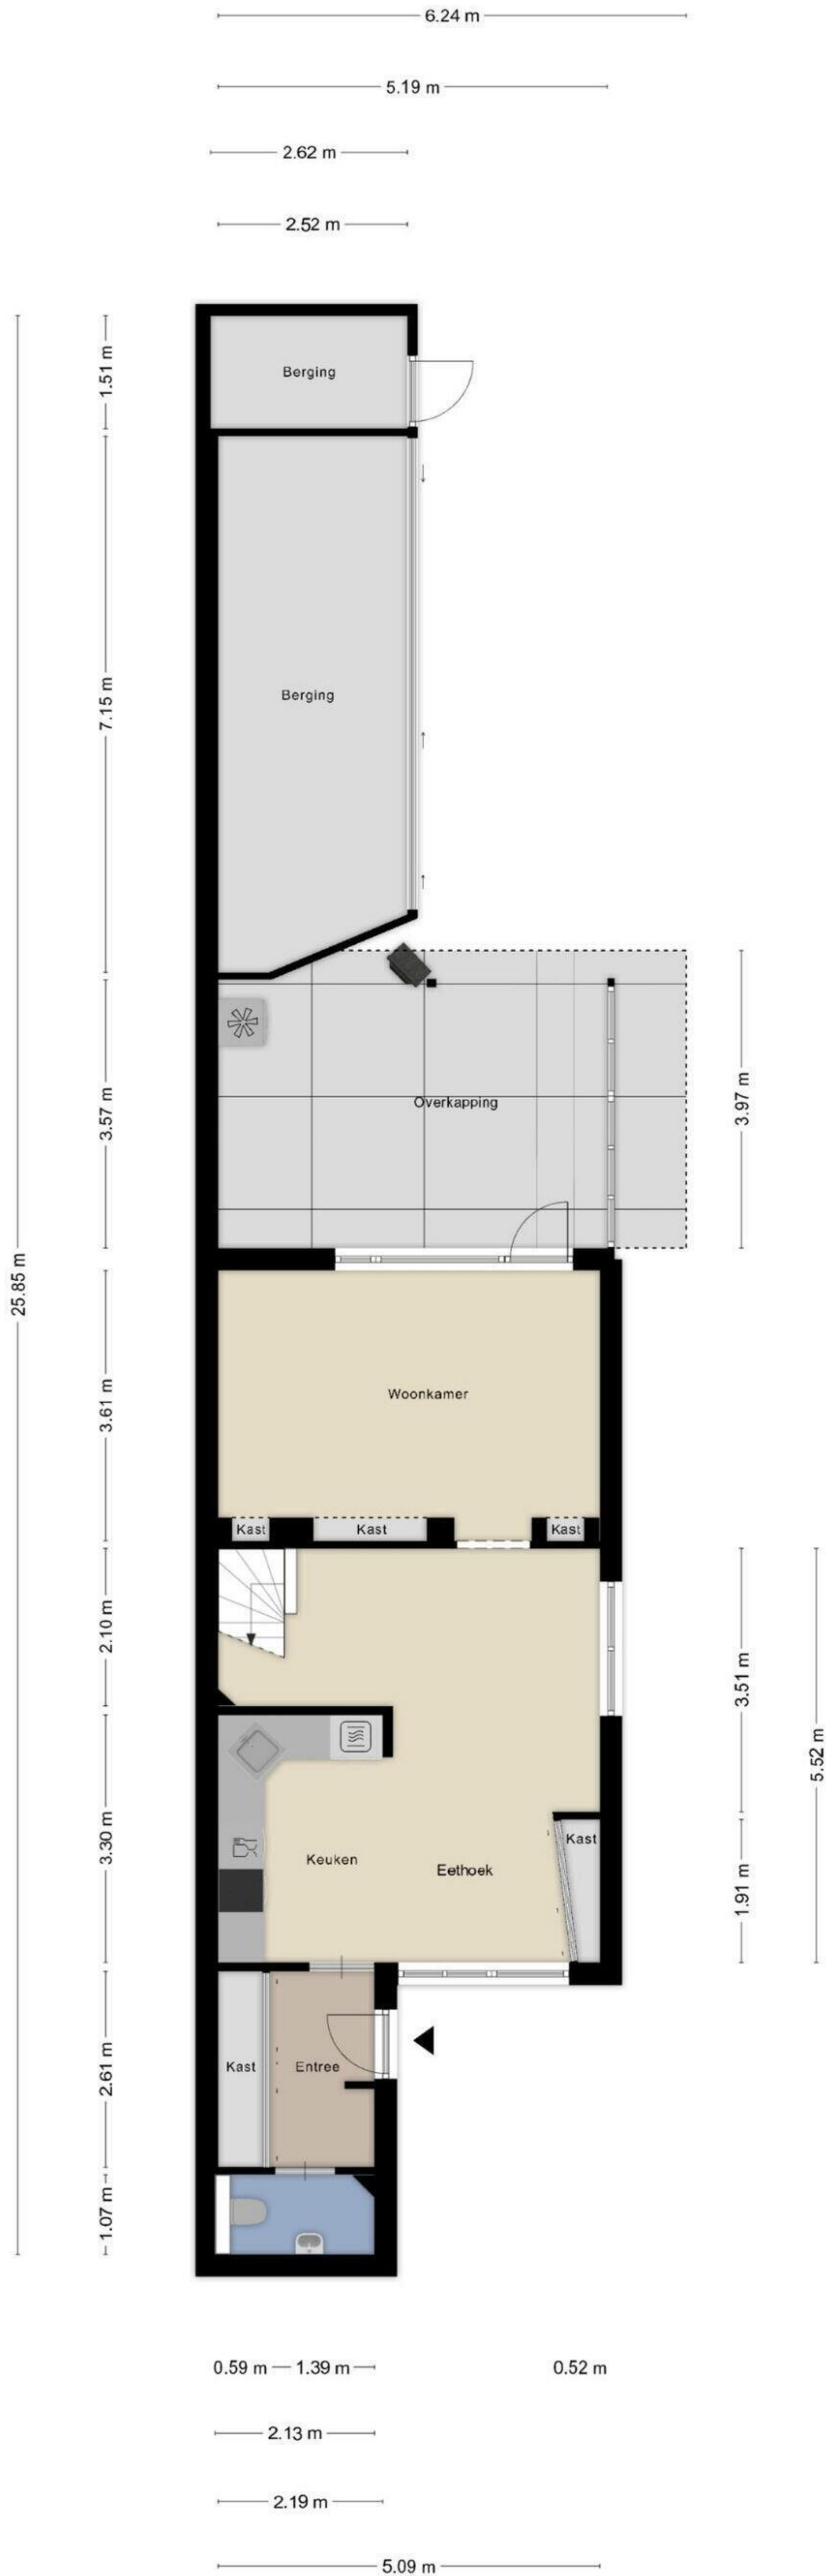 6.24 m
5.19 m
2.62 m
2.52 m
Berging
1.51 m
Berging
7.15 m
Overkapping
3.57 m
3.97 m
25.85 m
Woonkamer
3.61 m
Kast
Kast
Kast
2.10 m
3.51 m
5.52 m
Kast
Keuken
Eethoek
3.30 m
1.91 m
Kast
Entree
2.61 m
1.07 m
0.59 m
1.39 m
0.52 m
2.13 m
2.19 m
5.09 m